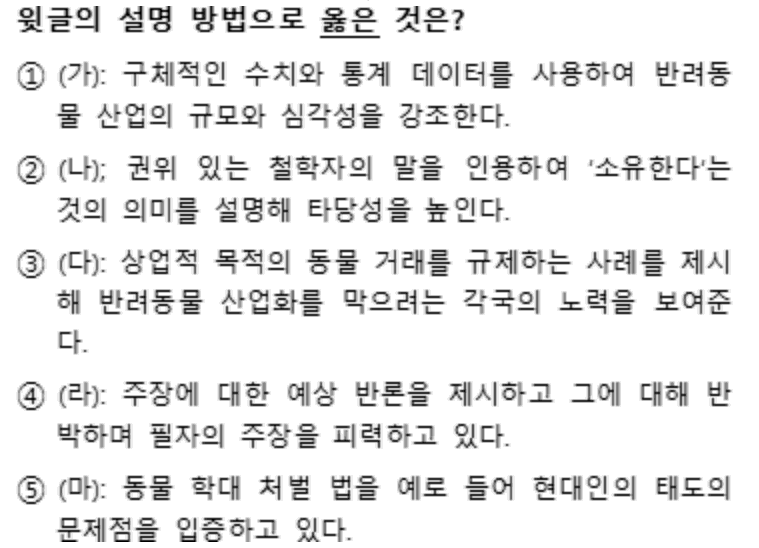 윗글의 설명 방법으로 옳은 것은?
① (가): 구체적인 수치와 통계 데이터를 사용하여 반려동
물 산업의 규모와 심각성을 강조한다.
② (나); 권위 있는 철학자의 말을 인용하여 '소유한다'는
것의 의미를 설명해 타당성을 높인다.
③ (다): 상업적 목적의 동물 거래를 규제하는 사례를 제시
해 반려동물 산업화를 막으려는 각국의 노력을 보여준
다.
④ (라): 주장에 대한 예상 반론을 제시하고 그에 대해 반
박하며 필자의 주장을 피력하고 있다.
⑤ (마): 동물 학대 처벌 법을 예로 들어 현대인의 태도의
문제점을 입증하고 있다.